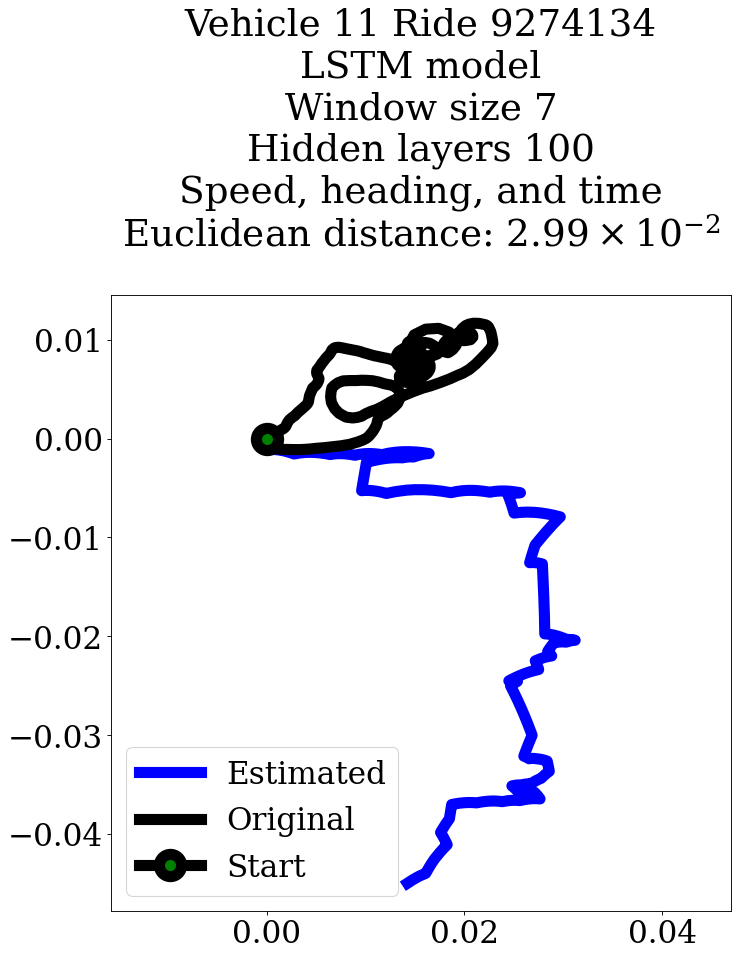 Vehicle 11 Ride 9274134
LSTM model
Window size 7
Hidden layers 100
Speed, heading, and time
Euclidean distance: 2.99 × 10⁻²
0.01
0.00
−0.01
−0.02
−0.03
−0.04
Estimated
Original
Start
0.00 0.02 0.04